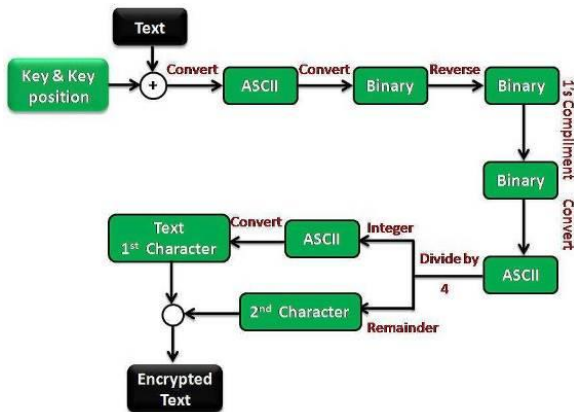 Text
Key & Key
position
+
Convert
ASCII
Convert
Binary
Reverse
Binary
1's Compliment
Binary
Convert
ASCII
Divide by
4
Integer
ASCII
Convert
Text
1st Character
Remainder
2nd Character
Encrypted
Text